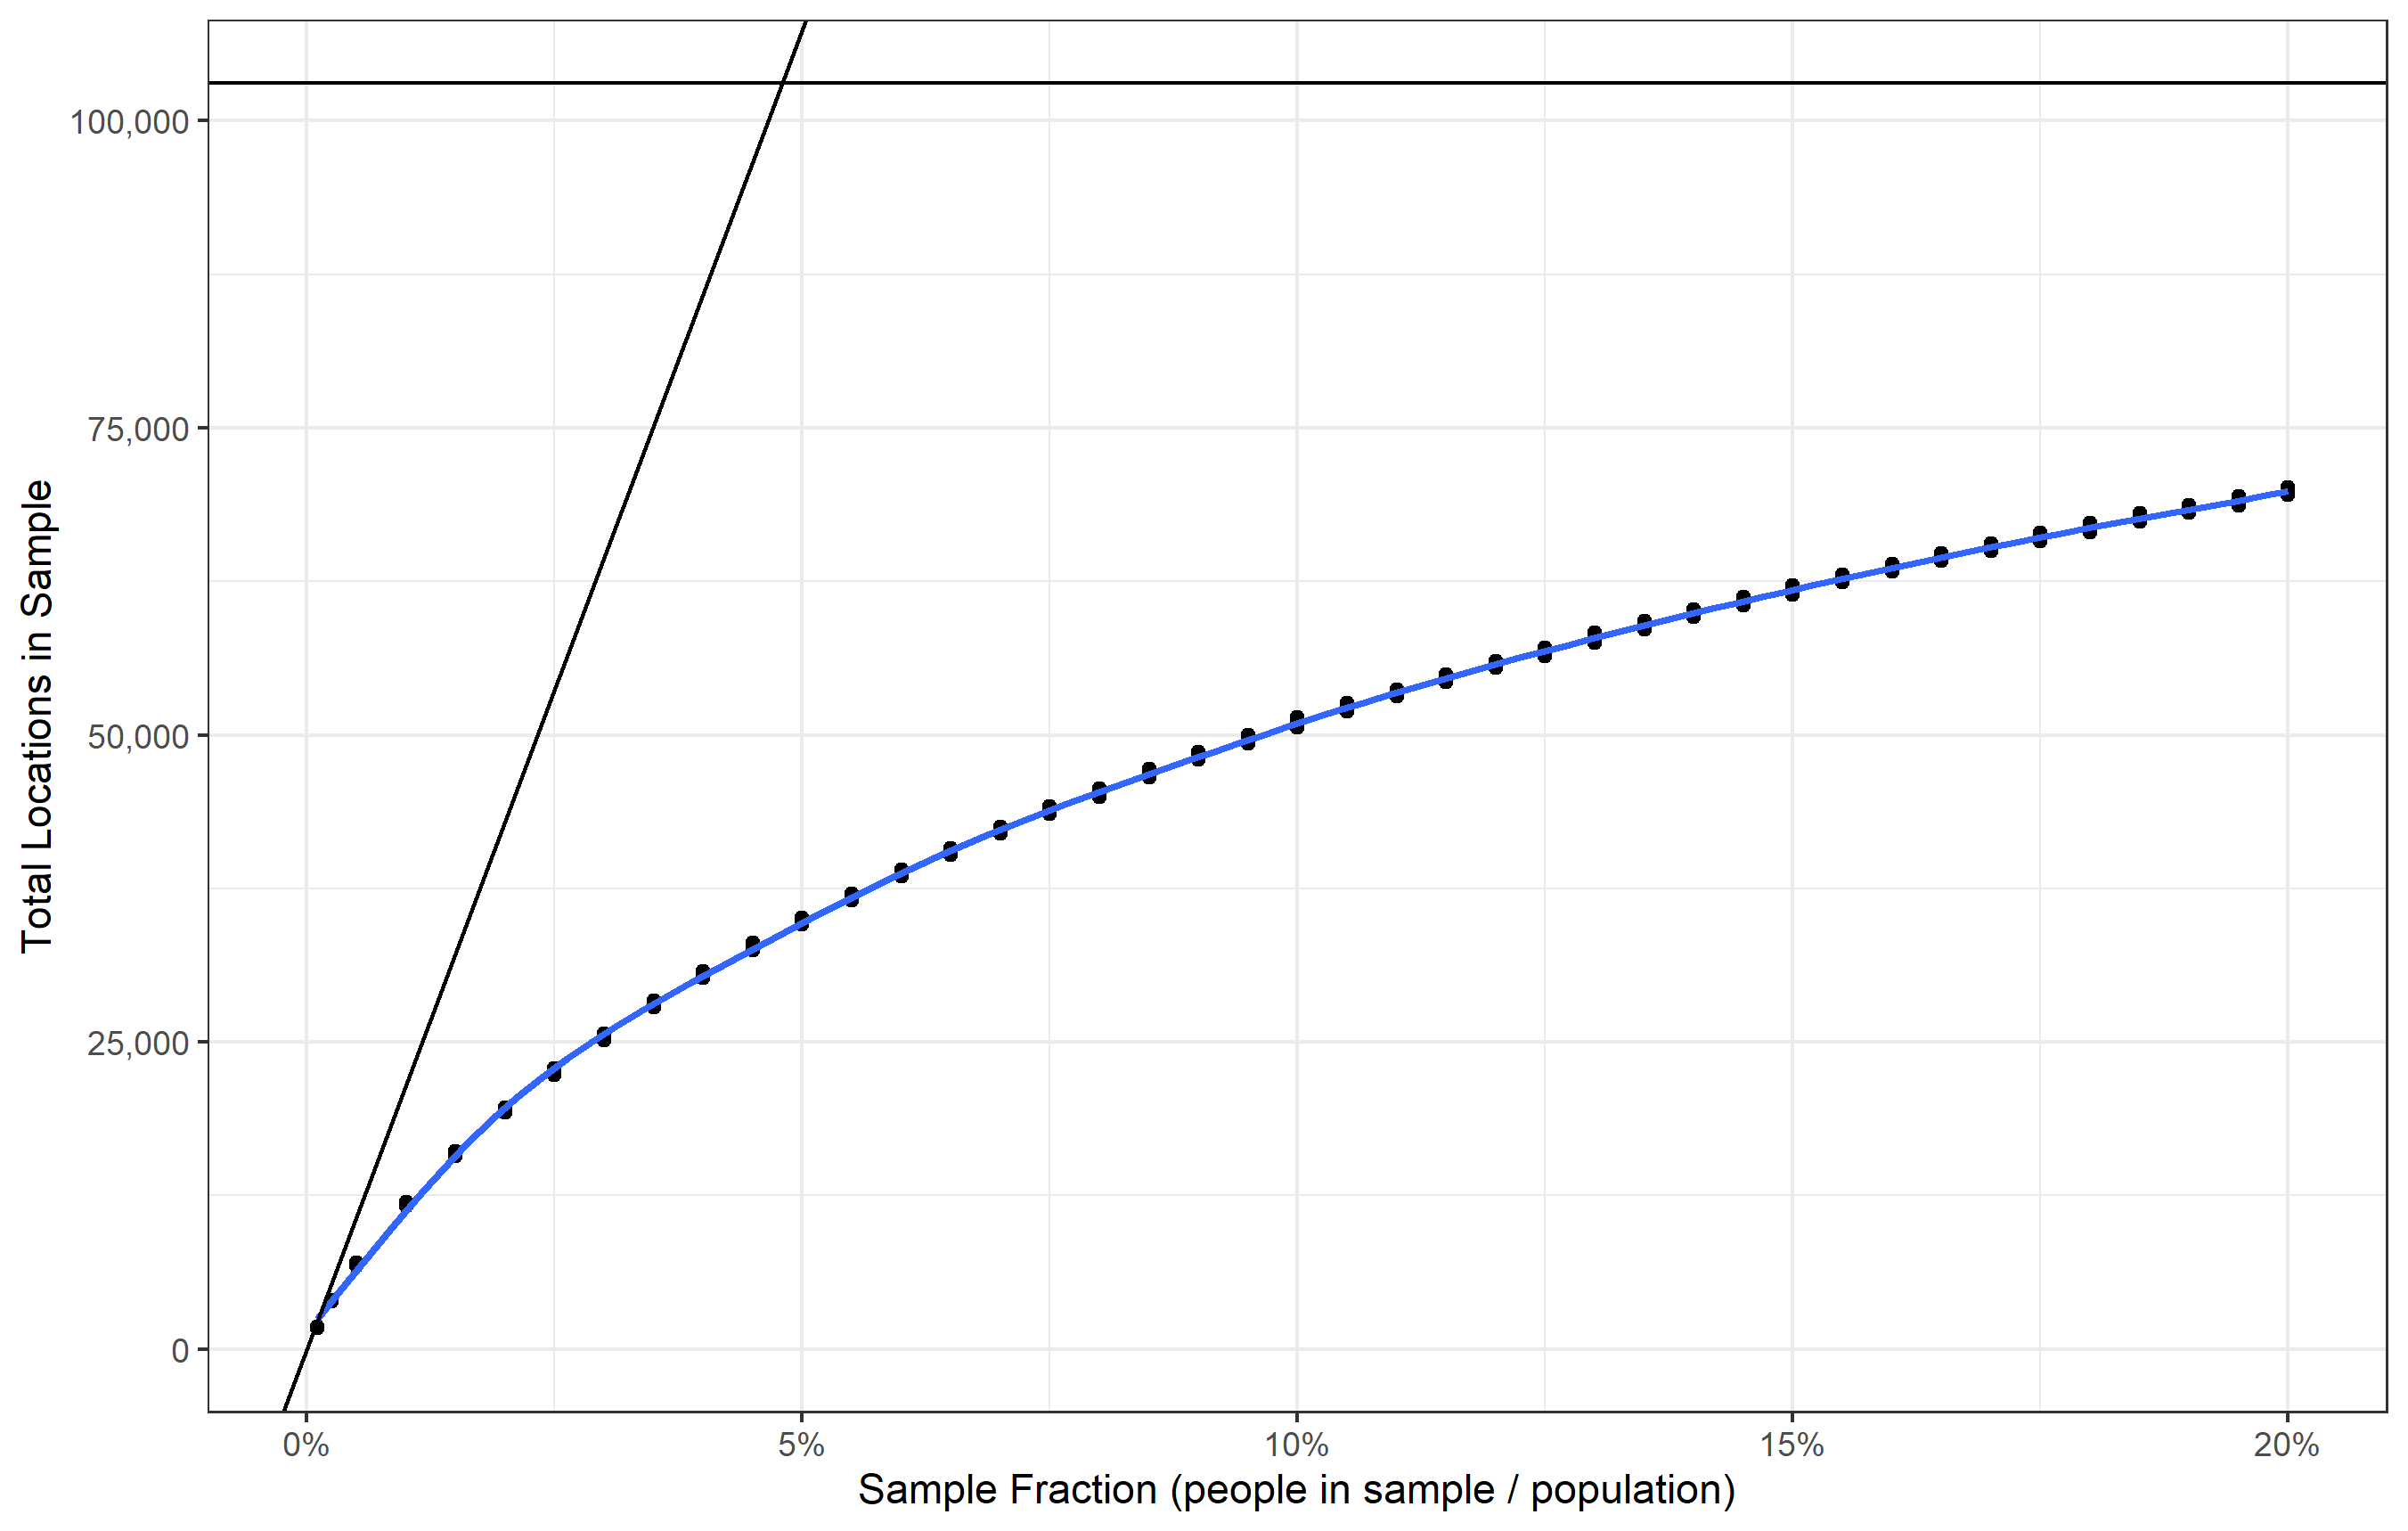 Total Locations in Sample
100,000
75,000
50,000
25,000
0
0% 5% 10% 15% 20%
Sample Fraction (people in sample / population)